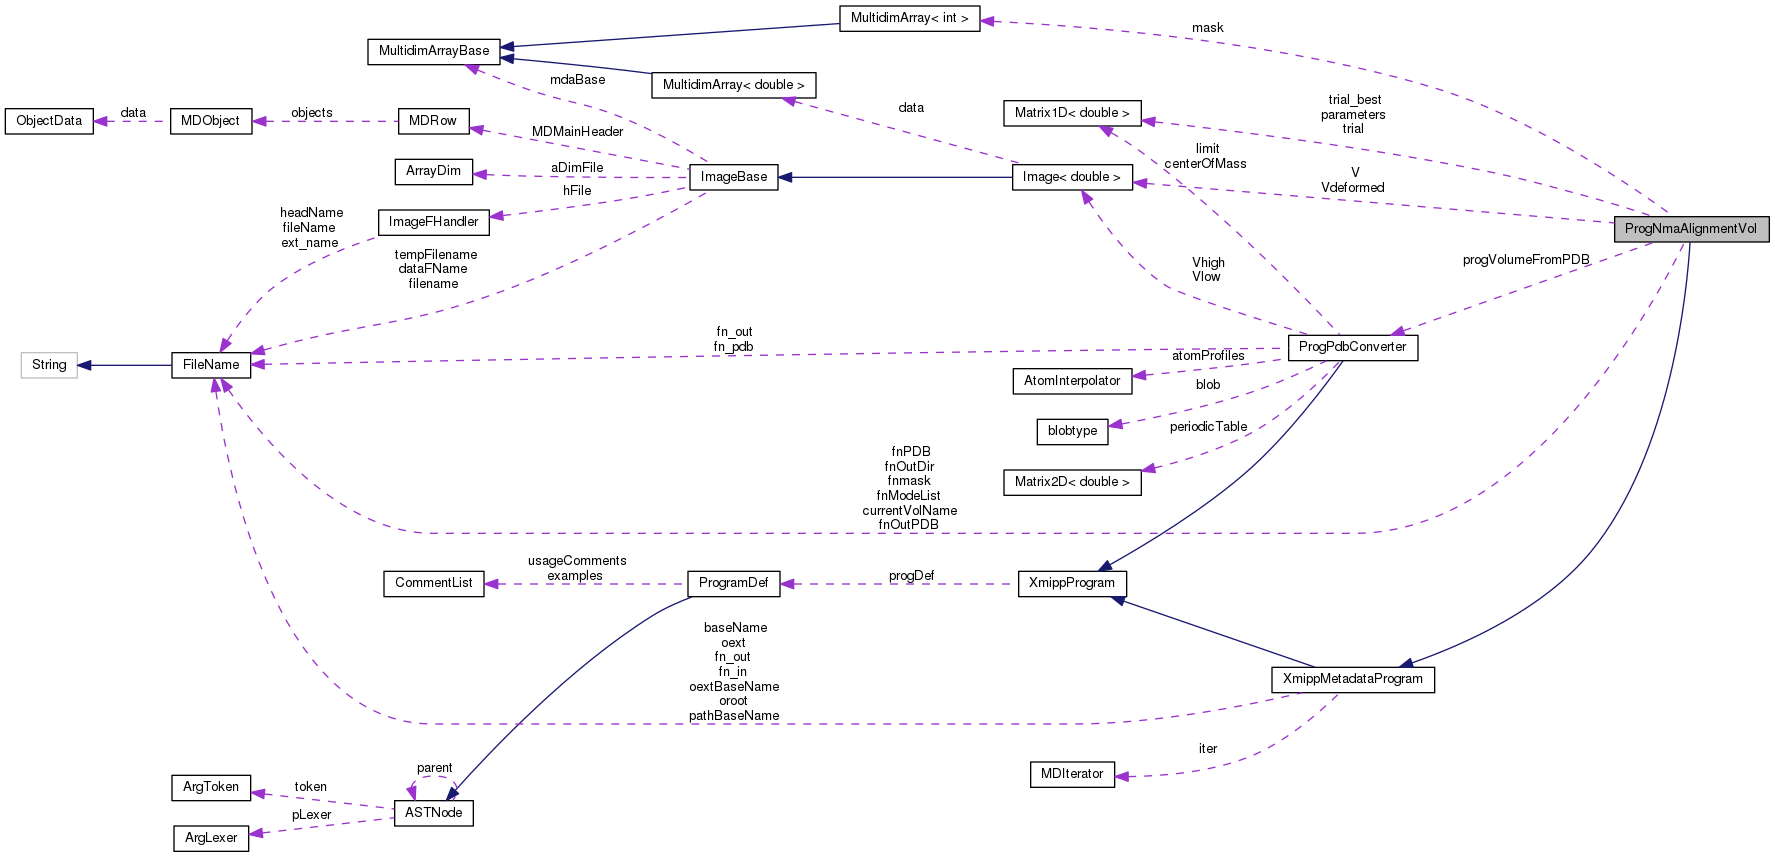 MultidimArray< int >
mask
MultidimArrayBase
mdaBase
MultidimArray< double >
data
trial_best
parameters
trial
Matrix1D< double >
ObjectData
data
MDObject
objects
MDRow
MDMainHeader
limit
centerOfMass
ArrayDim
aDimFile
ImageBase
Image< double >
V
Vdeformed
hFile
headName
fileName
ext_name
ImageFHandler
ProgNmaAlignmentVol
tempFilename
dataFName
filename
Vhigh
Vlow
progVolumeFromPDB
fn_out
fn_pdb
ProgPdbConverter
String
FileName
atomProfiles
AtomInterpolator
blob
blobtype
periodicTable
Matrix2D< double >
fnPDB
fnOutDir
fnmask
fnModeList
currentVolName
fnOutPDB
CommentList
usageComments
examples
ProgramDef
progDef
XmippProgram
baseName
oext
fn_out
fn_in
oextBaseName
oroot
pathBaseName
XmippMetadataProgram
iter
MDIterator
parent
ArgToken
token
ASTNode
pLexer
ArgLexer